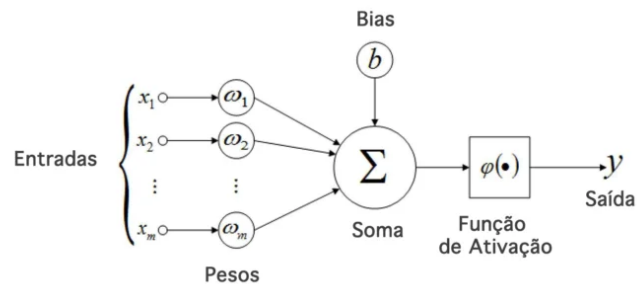 Bias
b
x₁ ω₁
x₂ ω₂
Entradas
Σ
φ(•)
y
⋮ ⋮
xₘ ωₘ
Saída
Soma
Função
de Ativação
Pesos